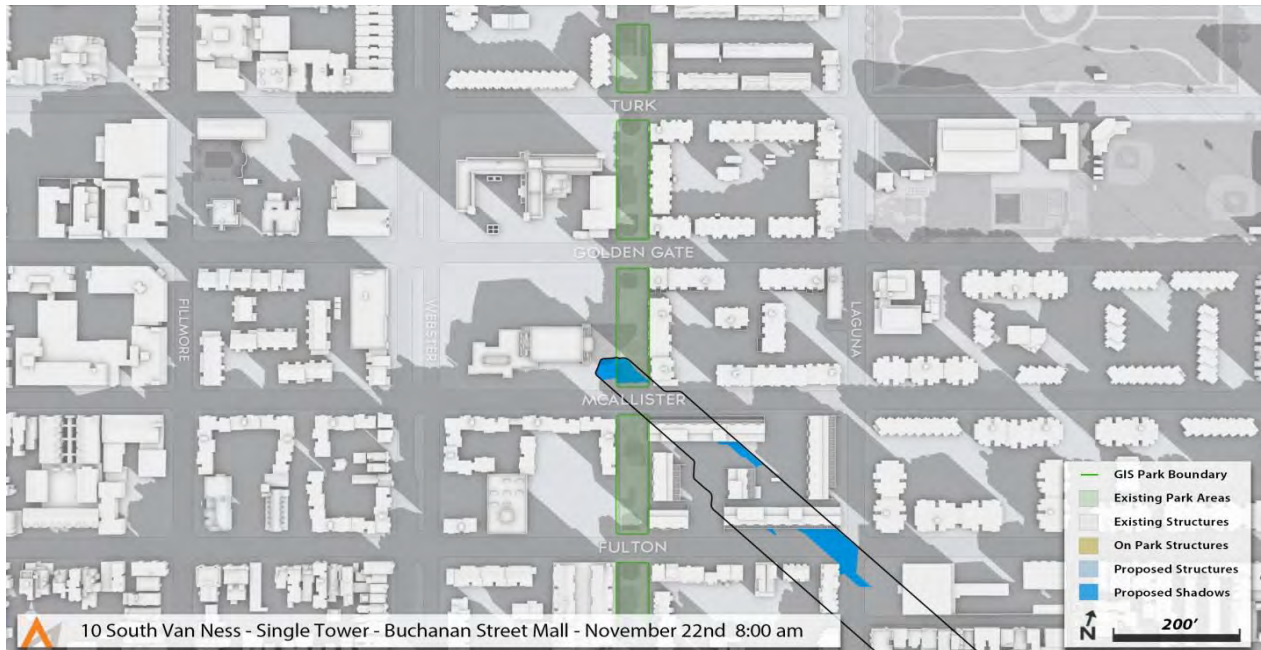 TURK
GOLDEN GATE
FILLMORE
WEBSTER
LAGUNA
MCALLISTER
FULTON
GIS Park Boundary
Existing Park Areas
Existing Structures
On Park Structures
Proposed Structures
Proposed Shadows
N
200'
10 South Van Ness - Single Tower - Buchanan Street Mall - November 22nd 8:00 am